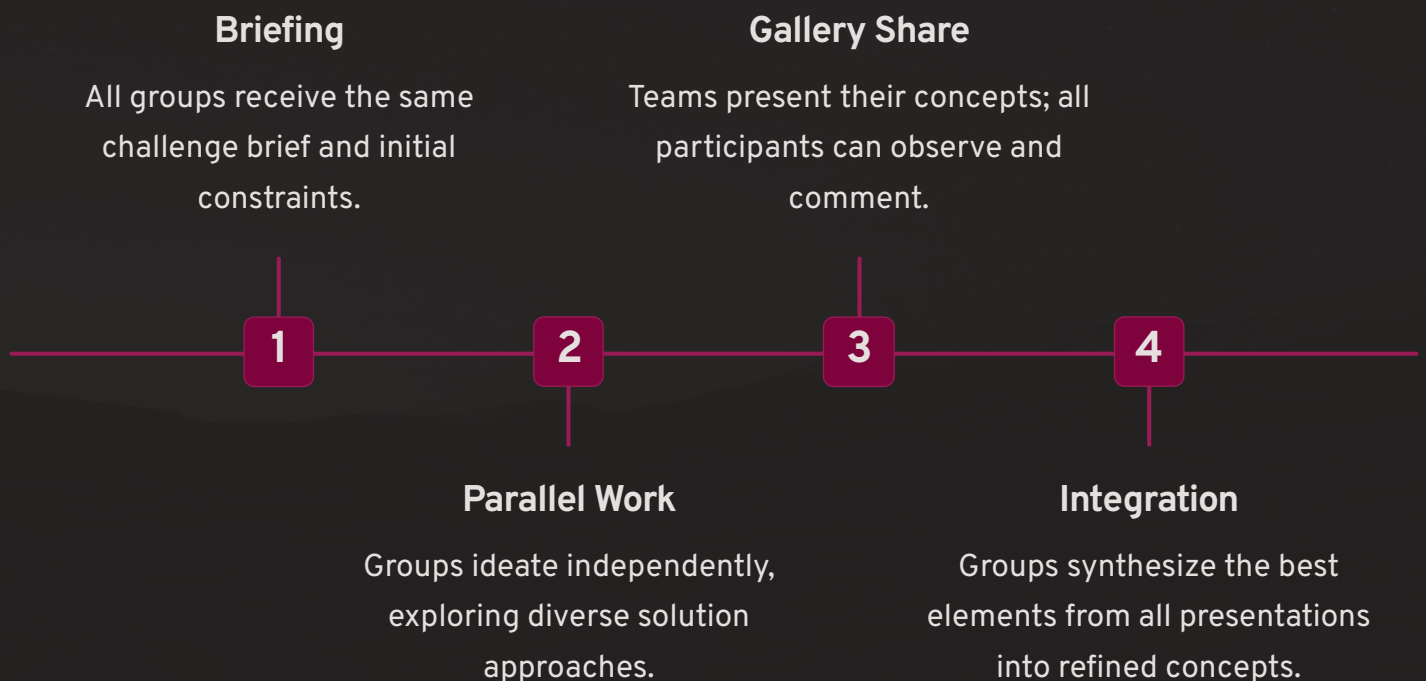 Briefing
All groups receive the same
challenge brief and initial
constraints.
Gallery Share
Teams present their concepts; all
participants can observe and
comment.
1
2
3
4
Parallel Work
Groups ideate independently,
exploring diverse solution
approaches.
Integration
Groups synthesize the best
elements from all presentations
into refined concepts.